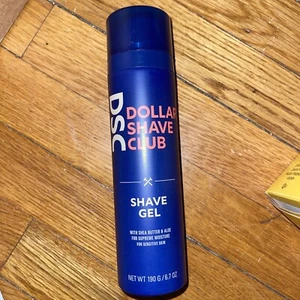 DSC
DOLLAR
SHAVE
CLUB
SHAVE
GEL
WITH SHEA BUTTER & ALOE
FOR SUPREME MOISTURE
FOR SENSITIVE SKIN
NET WT 190 G / 6.7 OZ